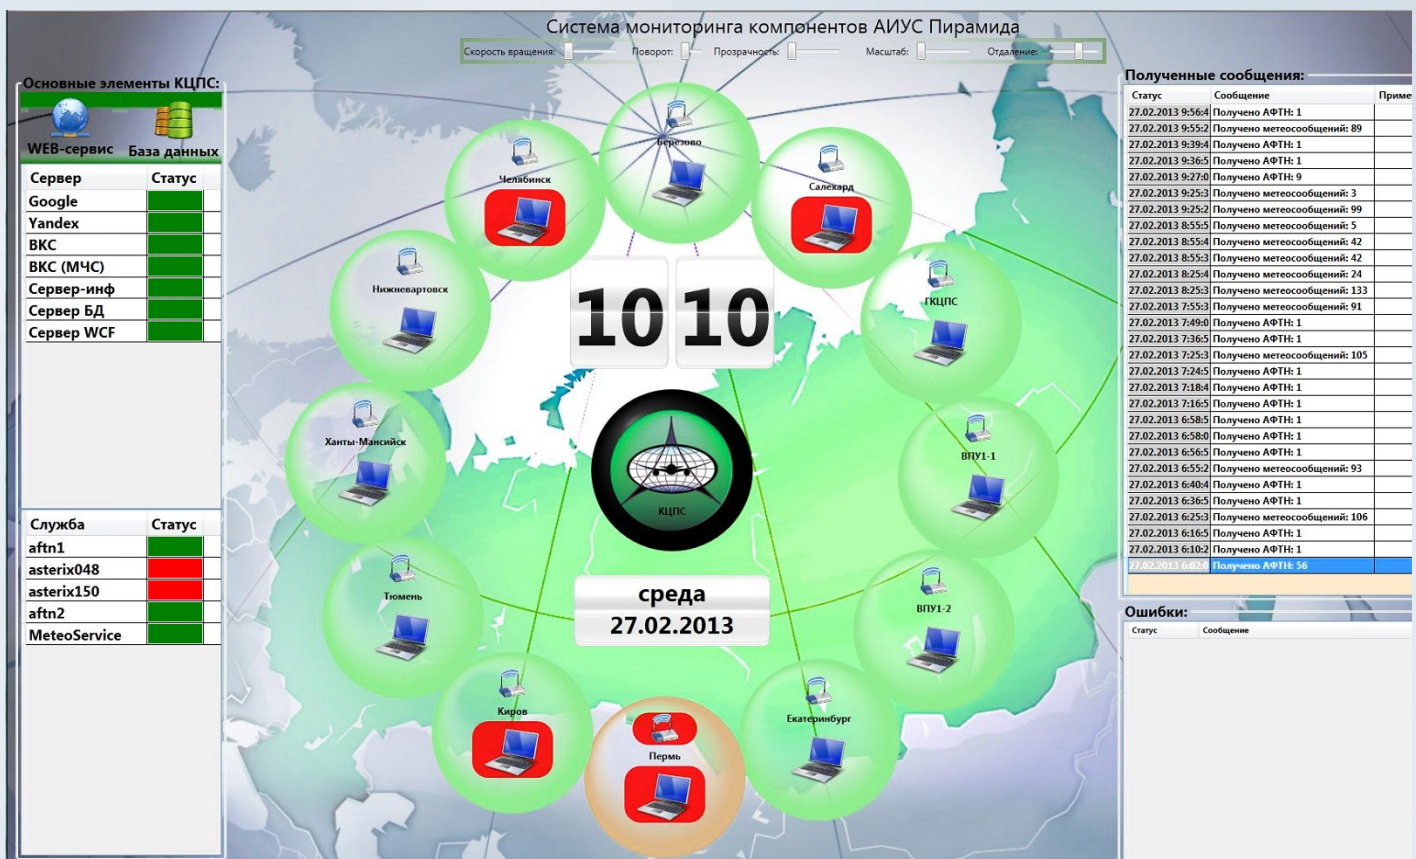 Система мониторинга компонентов АИУС Пирамида
Скорость вращения: Поворот: Прозрачность: Масштаб: Отдаление:
Основные элементы КЦПС:
WEB-сервис База данных
Сервер Статус
Google
Yandex
ВКС
ВКС (МЧС)
Сервер-инф
Сервер БД
Сервер WCF
Служба Статус
aftn1
asterix048
asterix150
aftn2
MeteoService
Березово
Челябинск
Салехард
Нижневартовск
ГКЦПС
10 10
Ханты-Мансийск
ВПУ1-1
КЦПС
Тюмень
ВПУ1-2
среда
27.02.2013
Киров
Екатеринбург
Пермь
Полученные сообщения:
Статус Сообщение Приме
27.02.2013 9:56:4 Получено АФТН: 1
27.02.2013 9:55:2 Получено метеосообщений: 89
27.02.2013 9:39:4 Получено АФТН: 1
27.02.2013 9:36:5 Получено АФТН: 1
27.02.2013 9:27:0 Получено АФТН: 9
27.02.2013 9:25:3 Получено метеосообщений: 3
27.02.2013 9:25:2 Получено метеосообщений: 99
27.02.2013 8:55:5 Получено метеосообщений: 5
27.02.2013 8:55:4 Получено метеосообщений: 42
27.02.2013 8:55:3 Получено метеосообщений: 42
27.02.2013 8:25:4 Получено метеосообщений: 24
27.02.2013 8:25:3 Получено метеосообщений: 133
27.02.2013 7:55:3 Получено метеосообщений: 91
27.02.2013 7:49:0 Получено АФТН: 1
27.02.2013 7:36:5 Получено АФТН: 1
27.02.2013 7:25:3 Получено метеосообщений: 105
27.02.2013 7:24:5 Получено АФТН: 1
27.02.2013 7:18:4 Получено АФТН: 1
27.02.2013 7:16:5 Получено АФТН: 1
27.02.2013 6:58:5 Получено АФТН: 1
27.02.2013 6:58:0 Получено АФТН: 1
27.02.2013 6:56:5 Получено АФТН: 1
27.02.2013 6:55:2 Получено метеосообщений: 93
27.02.2013 6:40:4 Получено АФТН: 1
27.02.2013 6:36:5 Получено АФТН: 1
27.02.2013 6:25:3 Получено метеосообщений: 106
27.02.2013 6:16:5 Получено АФТН: 1
27.02.2013 6:10:2 Получено АФТН: 1
27.02.2013 6:02:0 Получено АФТН: 56
Ошибки:
Статус Сообщение